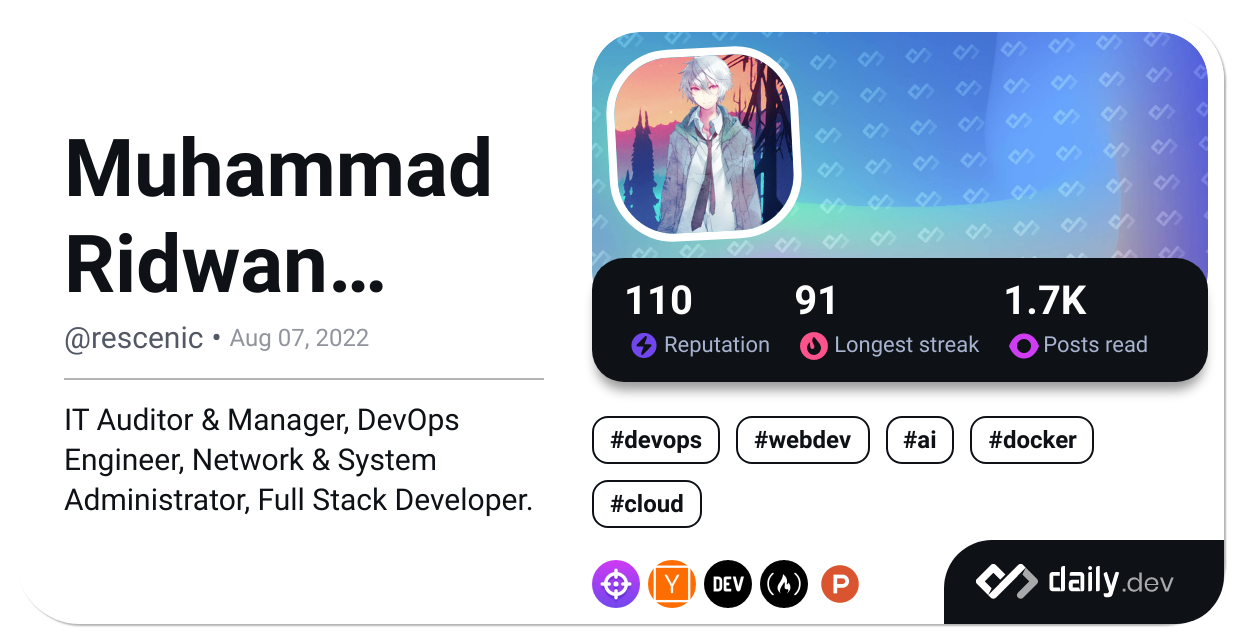 Muhammad
Ridwan...
@rescenic • Aug 07, 2022
IT Auditor & Manager, DevOps
Engineer, Network & System
Administrator, Full Stack Developer.
110 91 1.7K
Reputation Longest streak Posts read
#devops #webdev #ai #docker
#cloud
Y DEV P
daily.dev